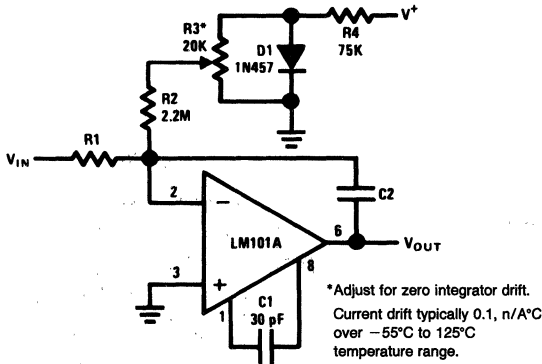 R3*
20K
D1
1N457
R4
75K
V+
R2
2.2M
R1
VIN
C2
2
−
LM101A
6
VOUT
3
+
8
1
C1
30 pF
*Adjust for zero integrator drift.
Current drift typically 0.1, n/A°C
over −55°C to 125°C
temperature range.